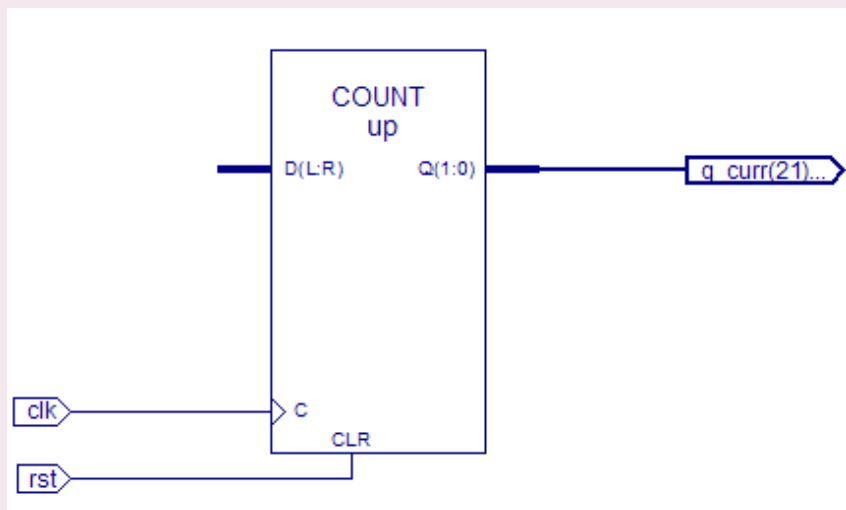 COUNT
up
D(L:R)
Q(1:0)
q_curr(21)...
clk
C
CLR
rst